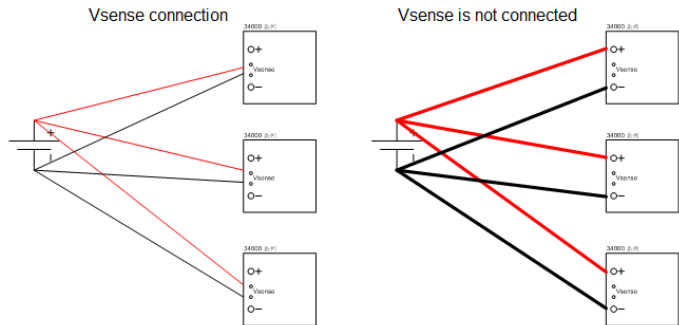 Vsense connection
Vsense is not connected
34000
+
Vsense
−
34000
+
Vsense
−
34000
+
Vsense
−
+
34000
+
Vsense
−
34000
+
Vsense
−
34000
+
Vsense
−
+